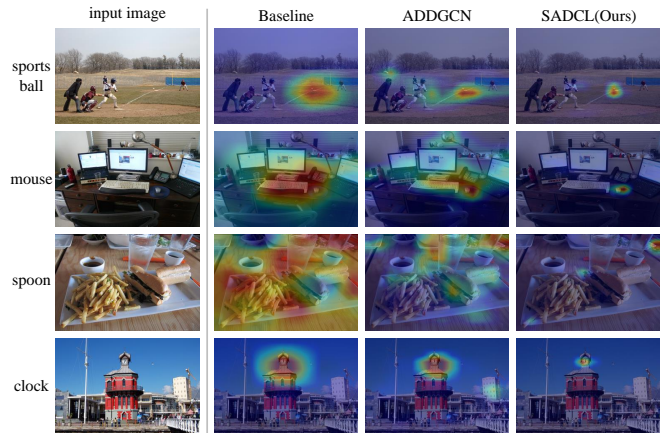 input image
Baseline
ADDGCN
SADCL(Ours)
sports
ball
mouse
spoon
clock